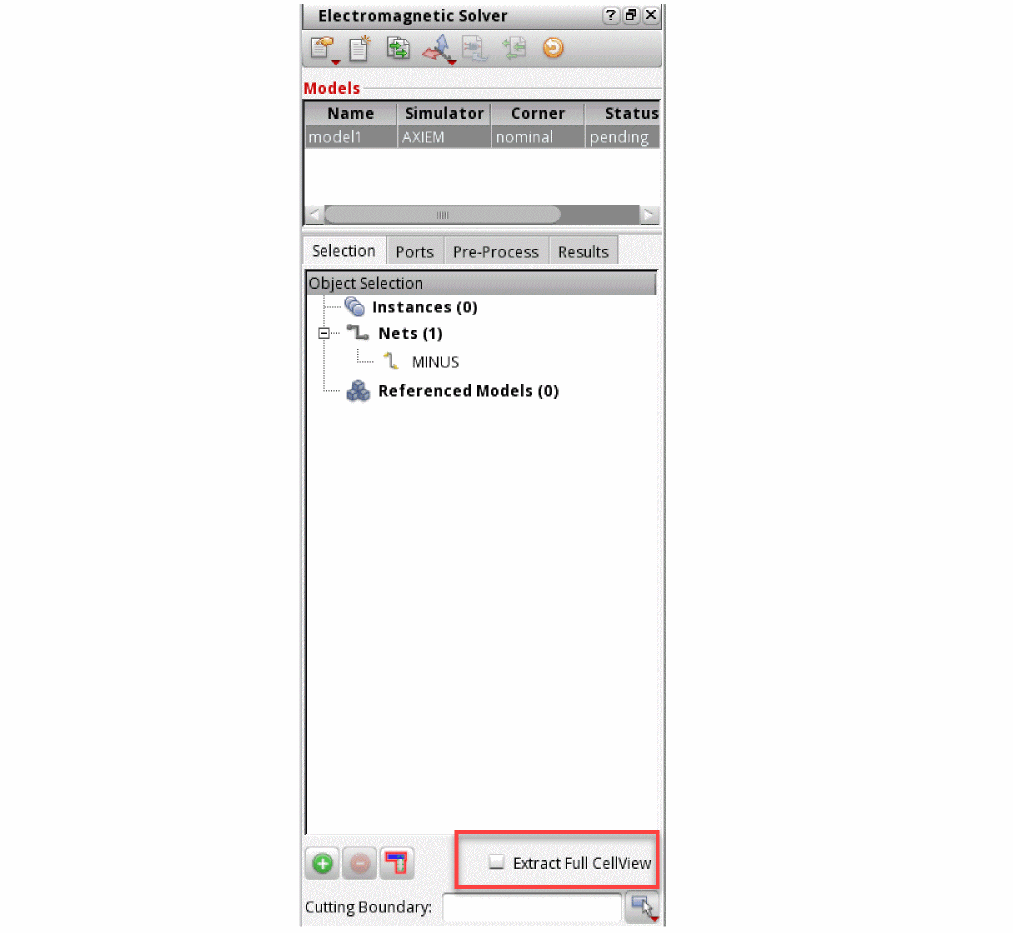 Electromagnetic Solver
Models
Name Simulator Corner Status
model1 AXIEM nominal pending
Selection Ports Pre-Process Results
Object Selection
Instances (0)
Nets (1)
MINUS
Referenced Models (0)
Extract Full CellView
Cutting Boundary: